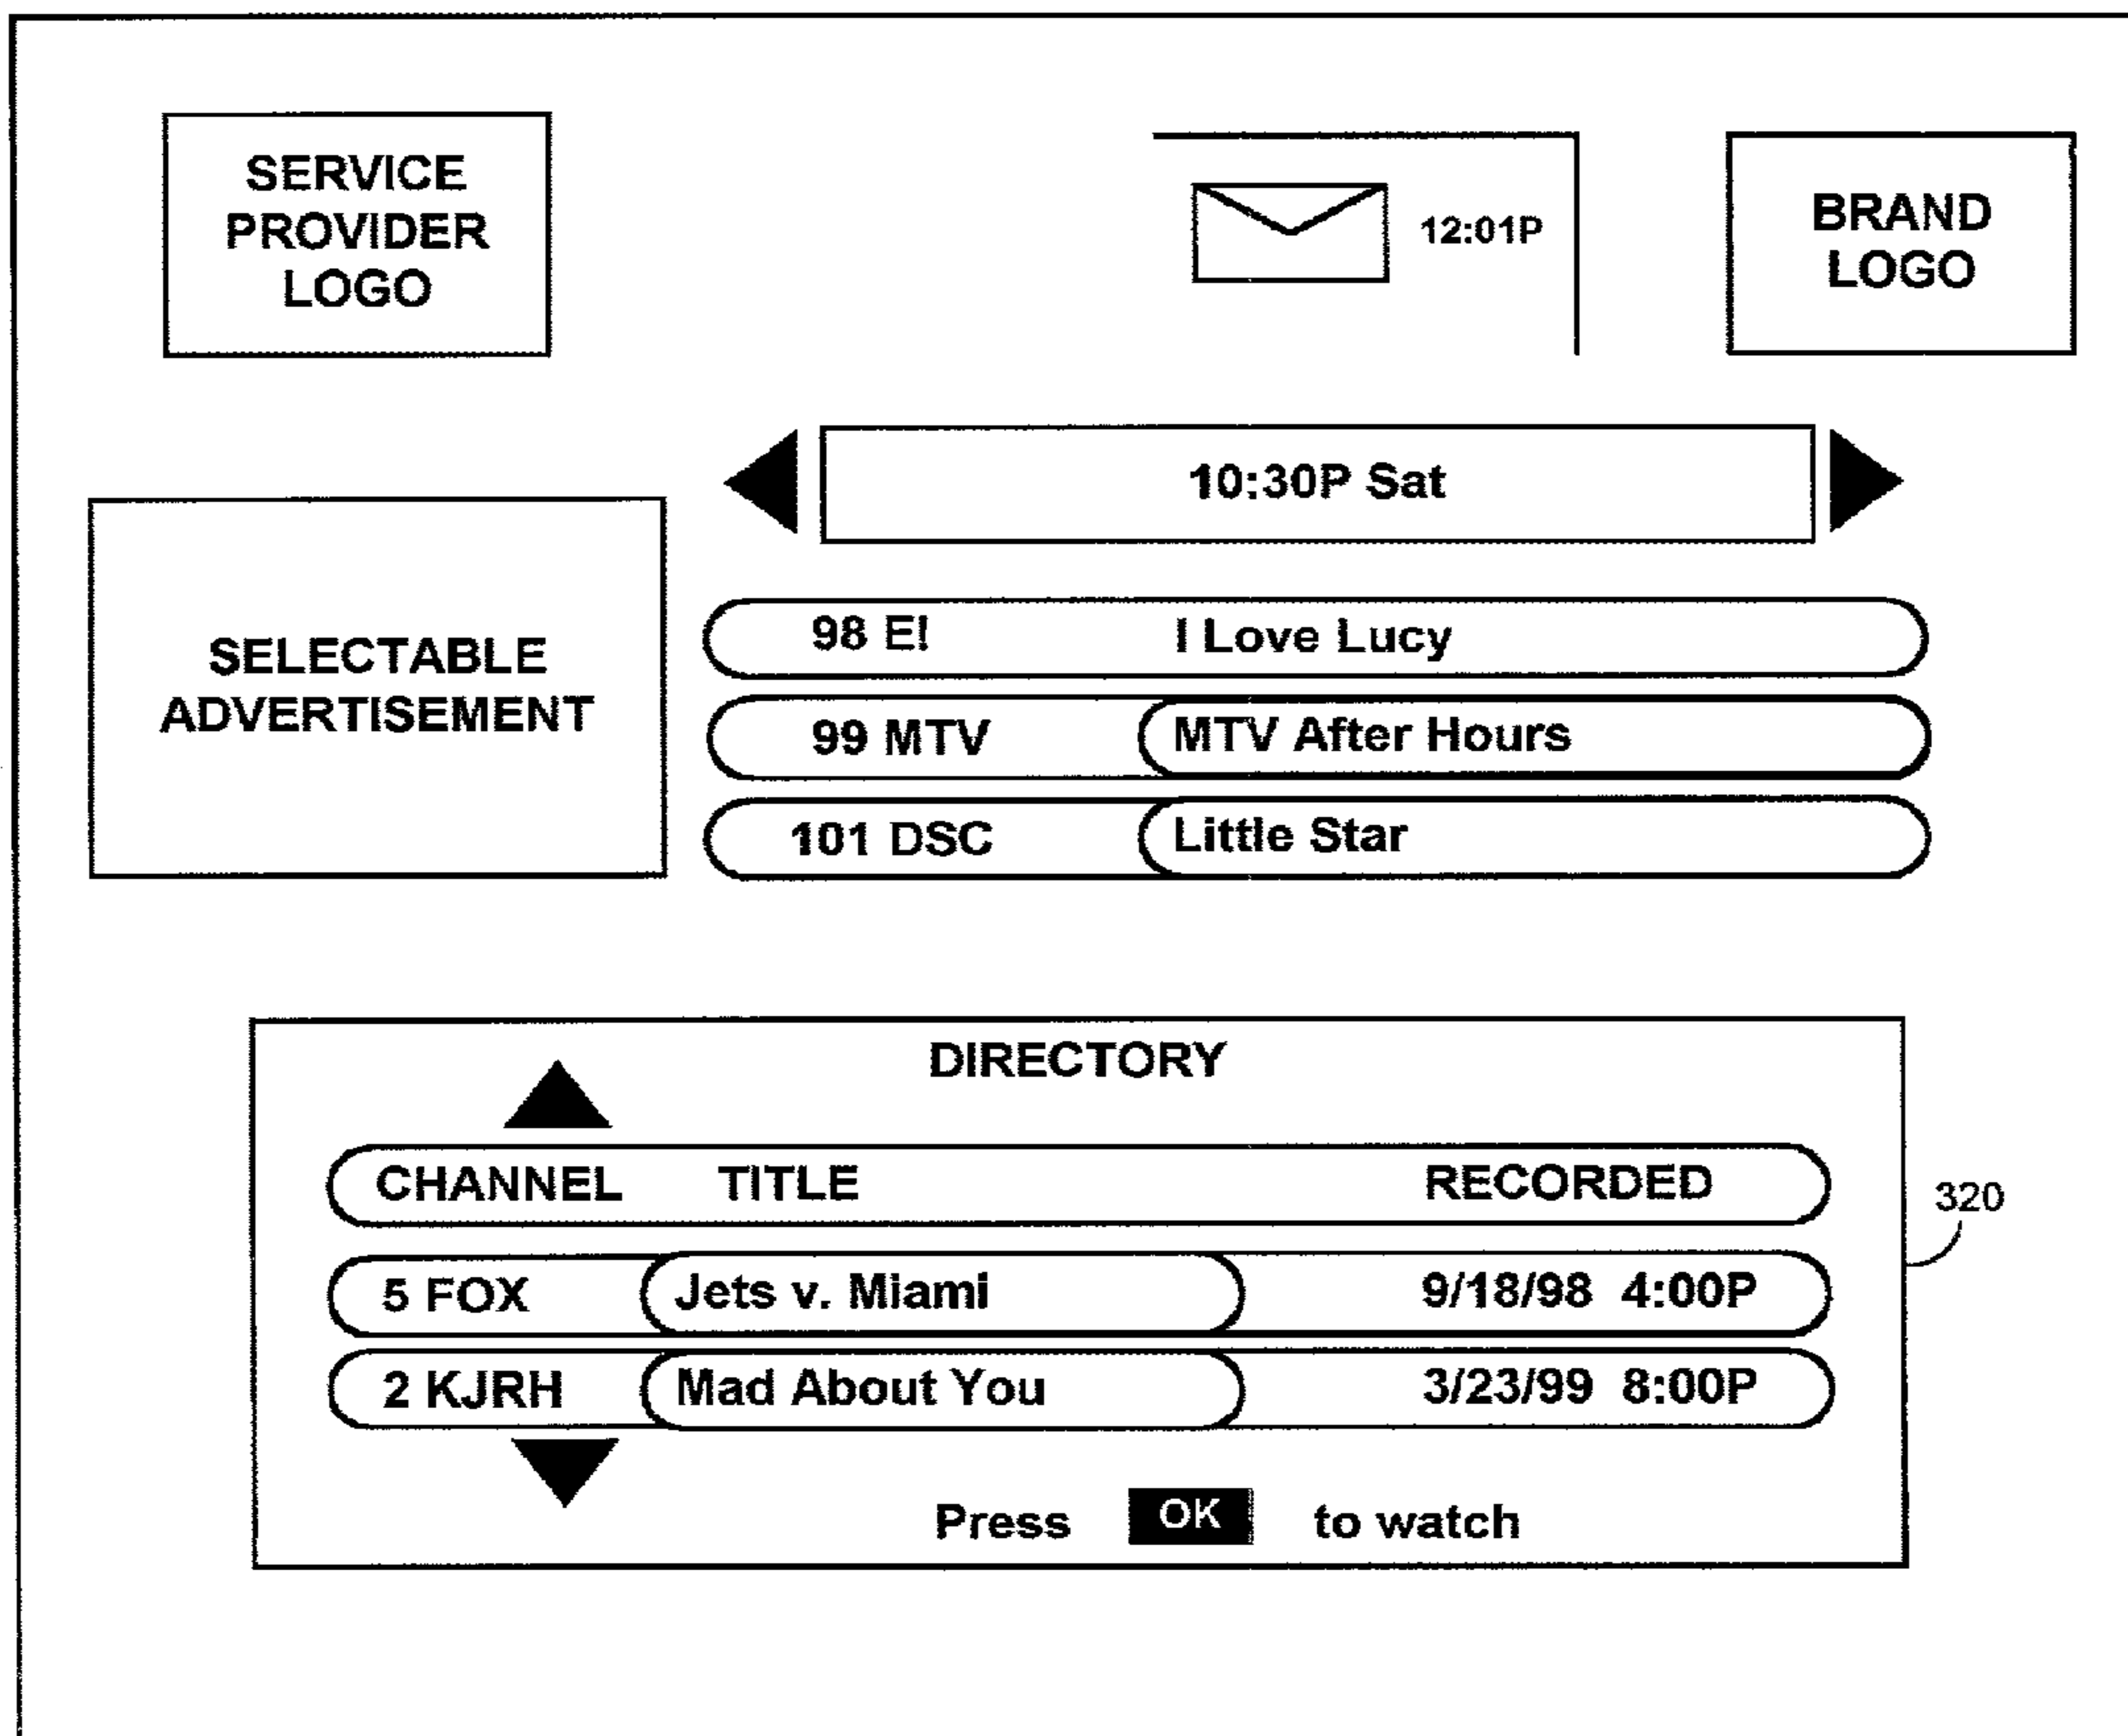 SERVICE
PROVIDER
LOGO
12:01P
BRAND
LOGO
10:30P Sat
SELECTABLE
ADVERTISEMENT
98 E! I Love Lucy
99 MTV MTV After Hours
101 DSC Little Star
DIRECTORY
CHANNEL TITLE RECORDED
5 FOX Jets v. Miami 9/18/98 4:00P
2 KJRH Mad About You 3/23/99 8:00P
Press OK to watch
320